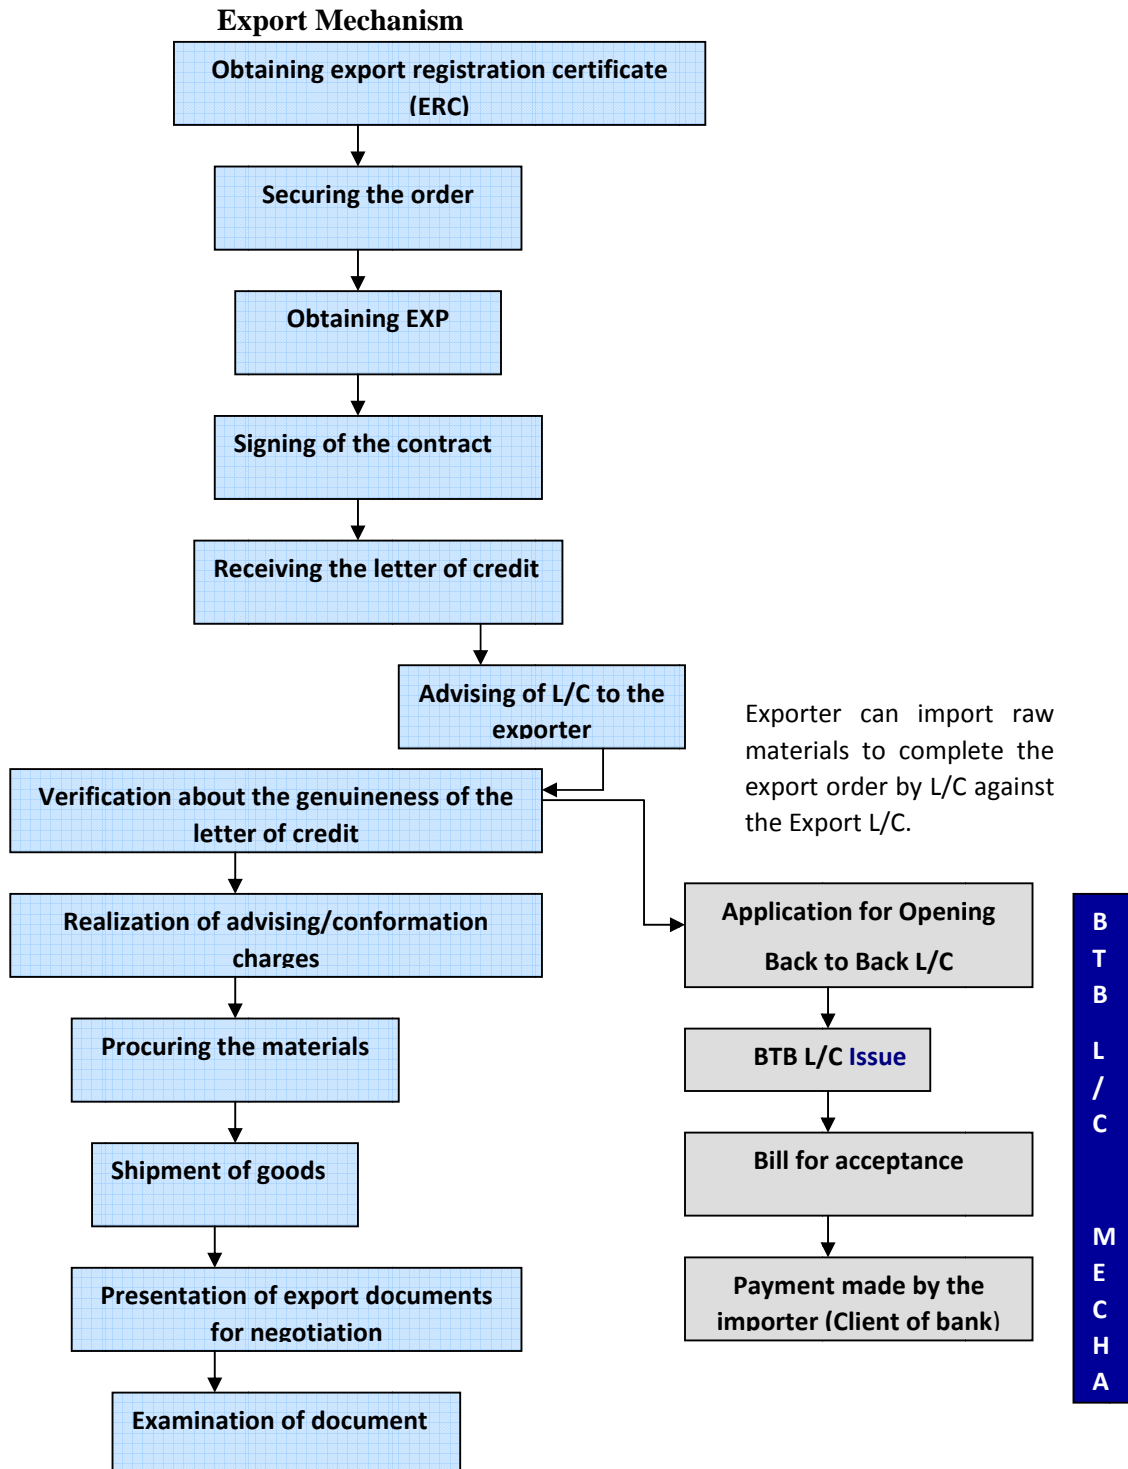 Export Mechanism
Obtaining export registration certificate
(ERC)
Securing the order
Obtaining EXP
Signing of the contract
Receiving the letter of credit
Advising of L/C to the
exporter
Exporter can import raw
materials to complete the
export order by L/C against
the Export L/C.
Verification about the genuineness of the
letter of credit
Realization of advising/conformation
charges
Procuring the materials
Shipment of goods
Presentation of export documents
for negotiation
Examination of document
Application for Opening
Back to Back L/C
BTB L/C Issue
Bill for acceptance
Payment made by the
importer (Client of bank)
B
T
B
L
/
C
M
E
C
H
A